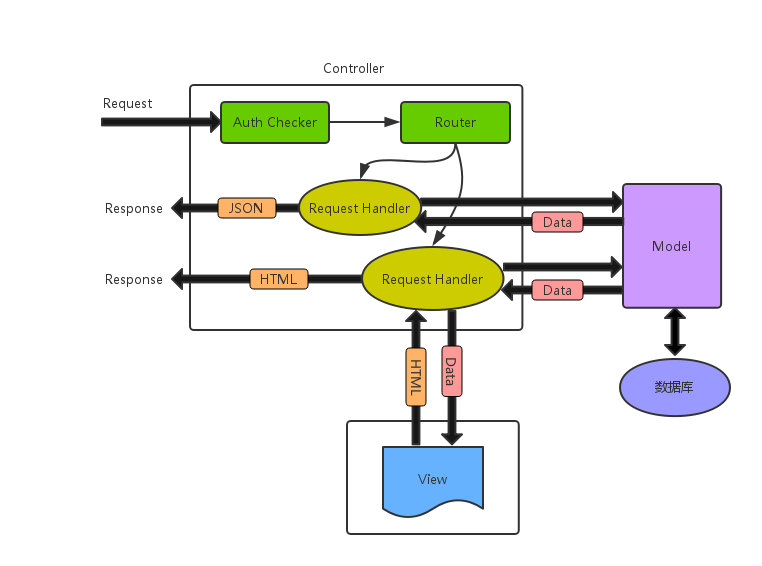 Controller
Request
Auth Checker
Router
Response
JSON
Request Handler
Data
Model
Response
HTML
Request Handler
Data
HTML
Data
数据库
View